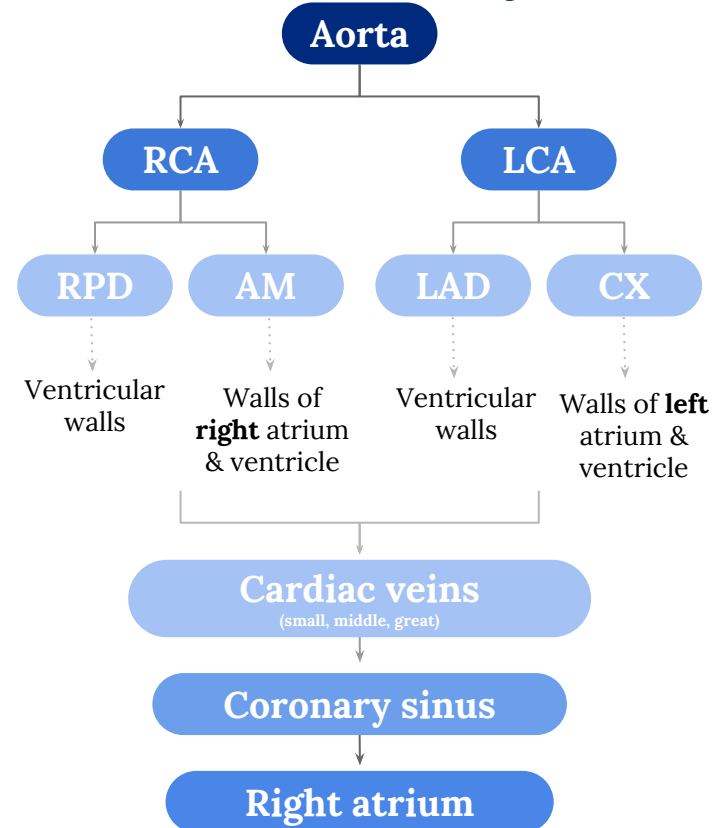 Aorta
RCA
LCA
RPD
AM
LAD
CX
Ventricular
walls
Walls of
right atrium
& ventricle
Ventricular
walls
Walls of left
atrium &
ventricle
Cardiac veins
(small, middle, great)
Coronary sinus
Right atrium